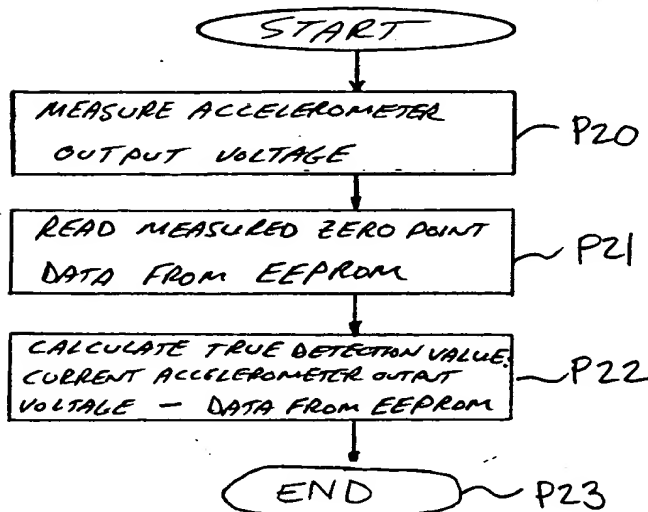 START
MEASURE ACCELEROMETER
OUTPUT VOLTAGE
P20
READ MEASURED ZERO POINT
DATA FROM EEPROM
P21
CALCULATE TRUE DETECTION VALUE:
CURRENT ACCELEROMETER OUTPUT
VOLTAGE — DATA FROM EEPROM
P22
END
P23